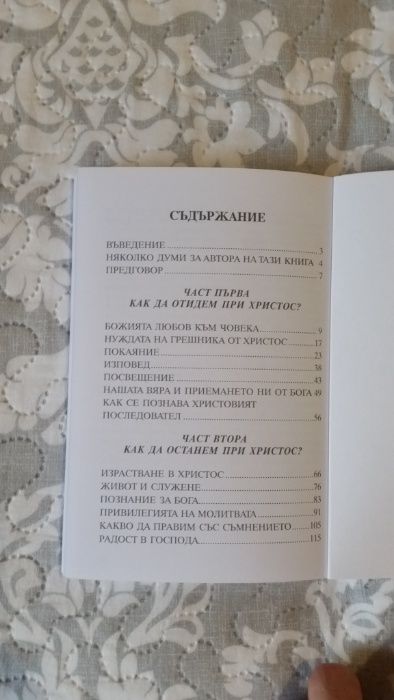 СЪДЪРЖАНИЕ
ВЪВЕДЕНИЕ 3
НЯКОЛКО ДУМИ ЗА АВТОРА НА ТАЗИ КНИГА 4
ПРЕДГОВОР 7
ЧАСТ ПЪРВА
КАК ДА ОТИДЕМ ПРИ ХРИСТОС?
БОЖИЯТА ЛЮБОВ КЪМ ЧОВЕКА 9
НУЖДАТА НА ГРЕШНИКА ОТ ХРИСТОС 17
ПОКАЯНИЕ 23
ИЗПОВЕД 38
ПОСВЕЩЕНИЕ 43
НАШАТА ВЯРА И ПРИЕМАНЕТО НИ ОТ БОГА 49
КАК СЕ ПОЗНАВА ХРИСТОВИЯТ
ПОСЛЕДОВАТЕЛ 56
ЧАСТ ВТОРА
КАК ДА ОСТАНЕМ ПРИ ХРИСТОС?
ИЗРАСТВАНЕ В ХРИСТОС 66
ЖИВОТ И СЛУЖЕНЕ 76
ПОЗНАНИЕ ЗА БОГА 83
ПРИВИЛЕГИЯТА НА МОЛИТВАТА 91
КАКВО ДА ПРАВИМ СЪС СЪМНЕНИЕТО 105
РАДОСТ В ГОСПОДА 115